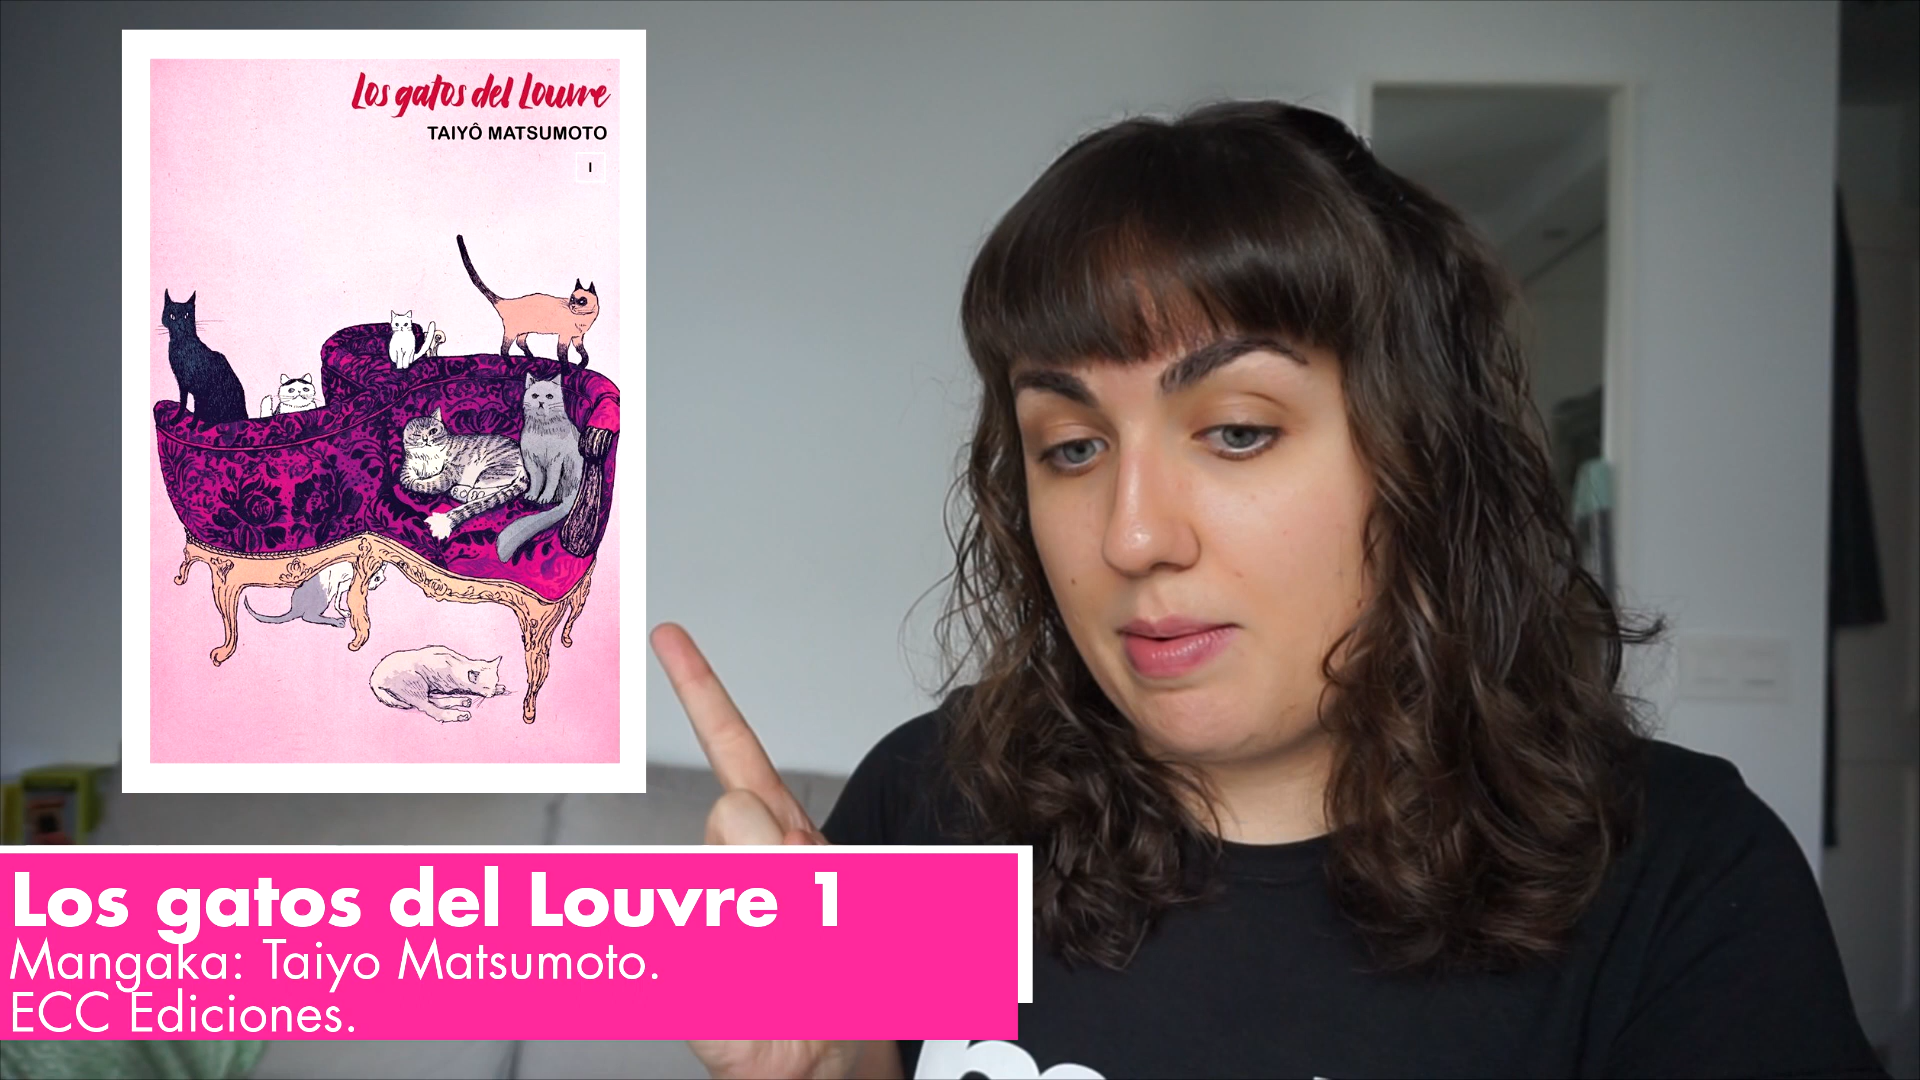 Los gatos del Louvre
TAIYÔ MATSUMOTO
I
Los gatos del Louvre 1
Mangaka: Taiyo Matsumoto.
ECC Ediciones.